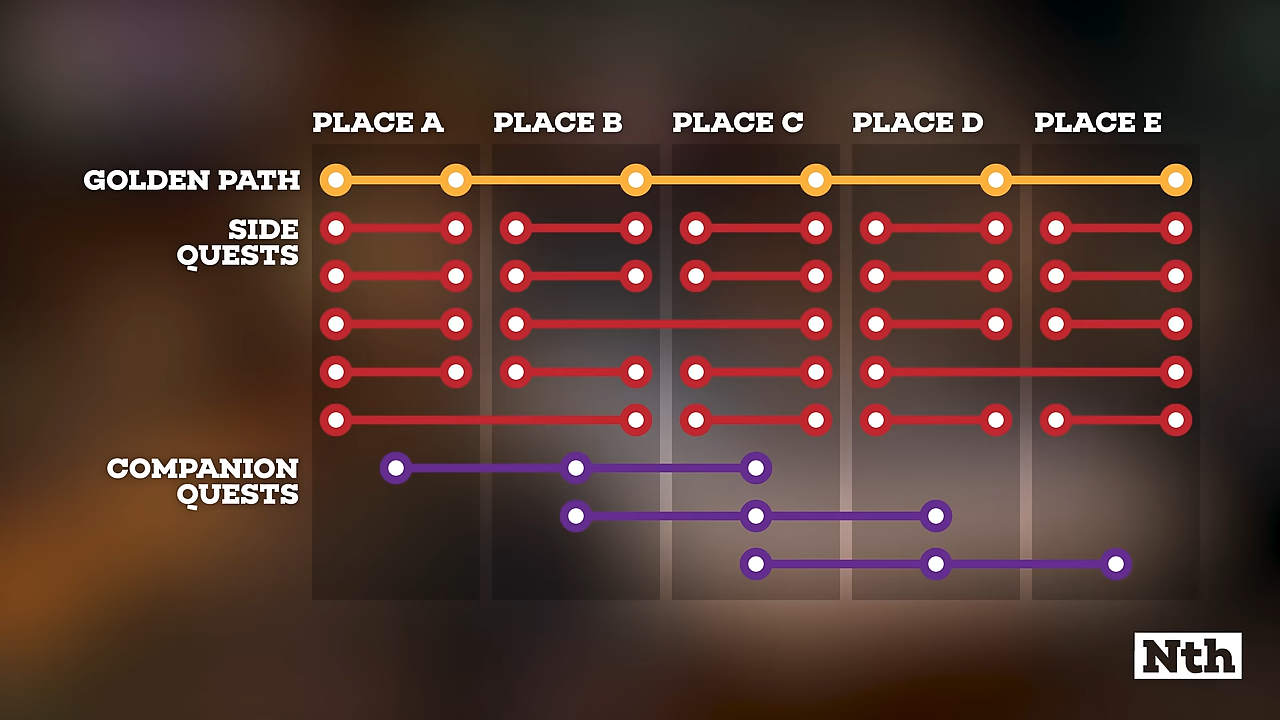 PLACE A PLACE B PLACE C PLACE D PLACE E
GOLDEN PATH
SIDE
QUESTS
COMPANION
QUESTS
Nth